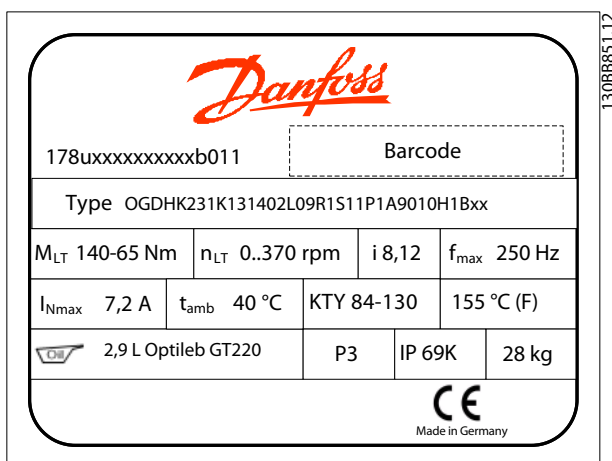 130BB851.12
Danfoss
178uxxxxxxxxxxb011 Barcode
Type OGDHK231K131402L09R1S11P1A9010H1Bxx
MLT 140-65 Nm nLT 0..370 rpm i 8,12 fmax 250 Hz
INmax 7,2 A tamb 40 °C KTY 84-130 155 °C (F)
Oil 2,9 L Optileb GT220 P3 IP 69K 28 kg
CE
Made in Germany